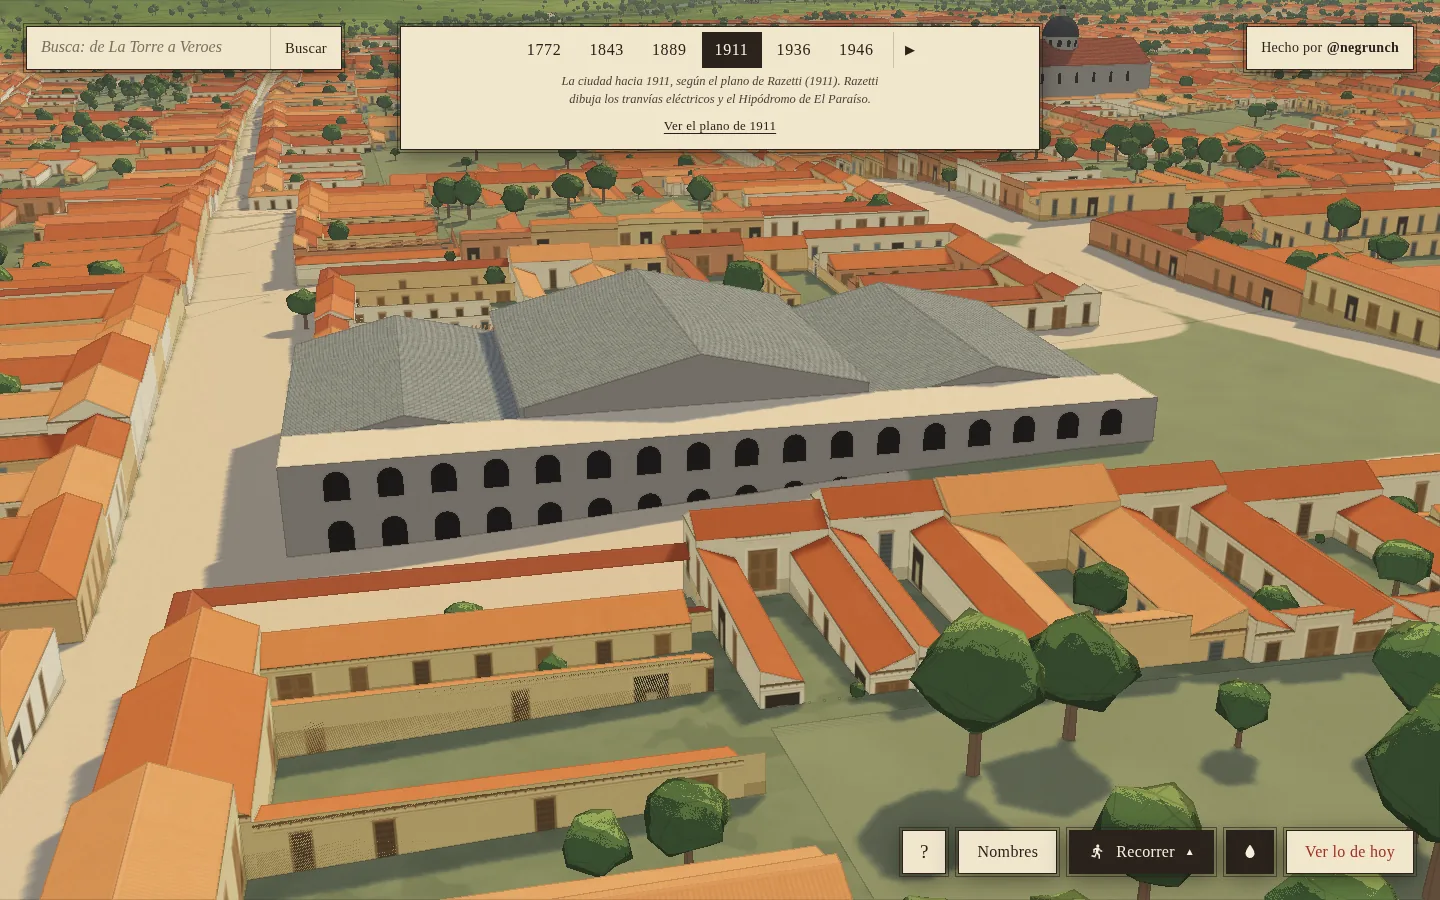 Busca: de La Torre a Veroes
Buscar
1772 1843 1889 1911 1936 1946 ▶
La ciudad hacia 1911, según el plano de Razetti (1911). Razetti
dibuja los tranvías eléctricos y el Hipódromo de El Paraíso.
Ver el plano de 1911
Hecho por @negrunch
?
Nombres
Recorrer ▲
Ver lo de hoy